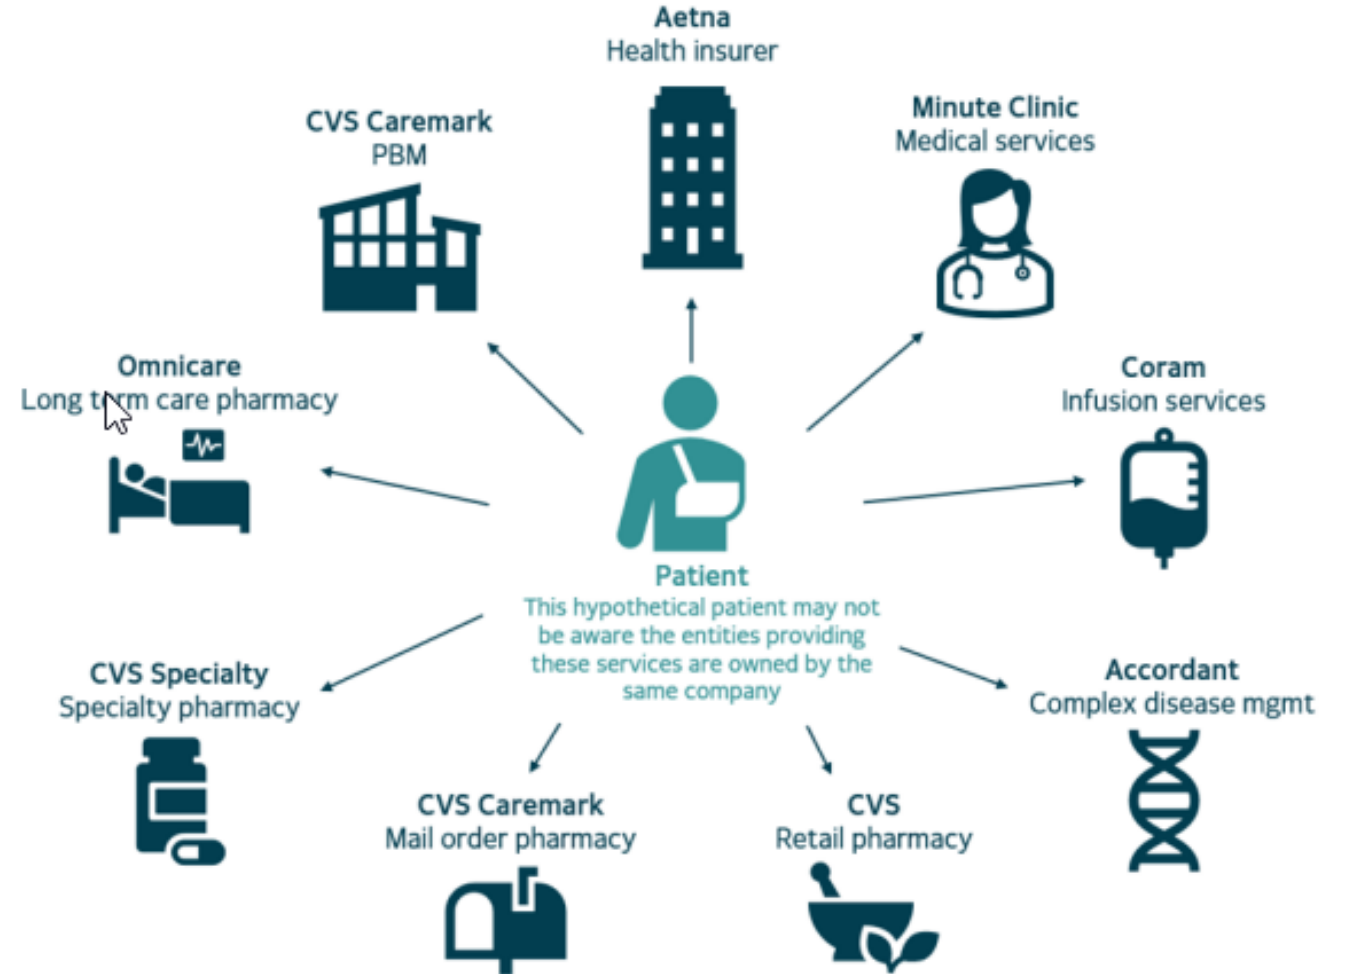 Aetna
Health insurer
CVS Caremark
PBM
Minute Clinic
Medical services
Omnicare
Long term care pharmacy
Coram
Infusion services
Patient
This hypothetical patient may not
be aware the entities providing
these services are owned by the
same company
CVS Specialty
Specialty pharmacy
Accordant
Complex disease mgmt
CVS Caremark
Mail order pharmacy
CVS
Retail pharmacy